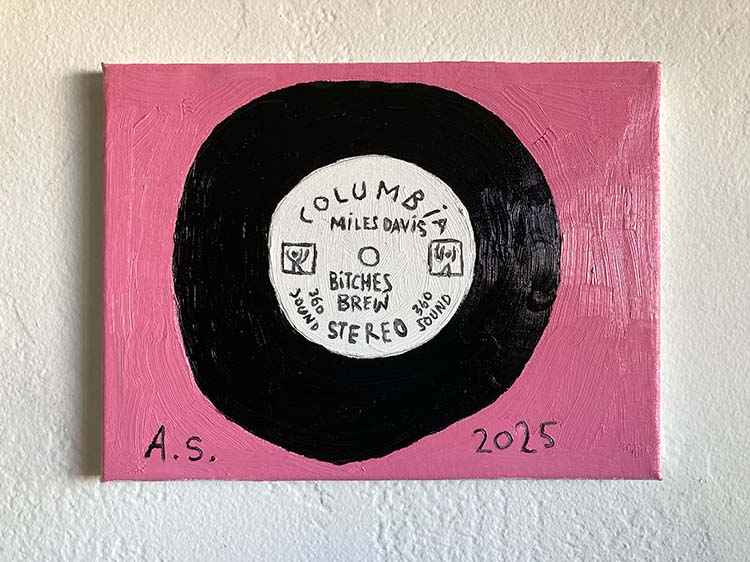 COLUMBiA
MiLES DAViS
BiTCHES
BREW
360
SOUND
360
SOUND
STEREO
A.S.
2025